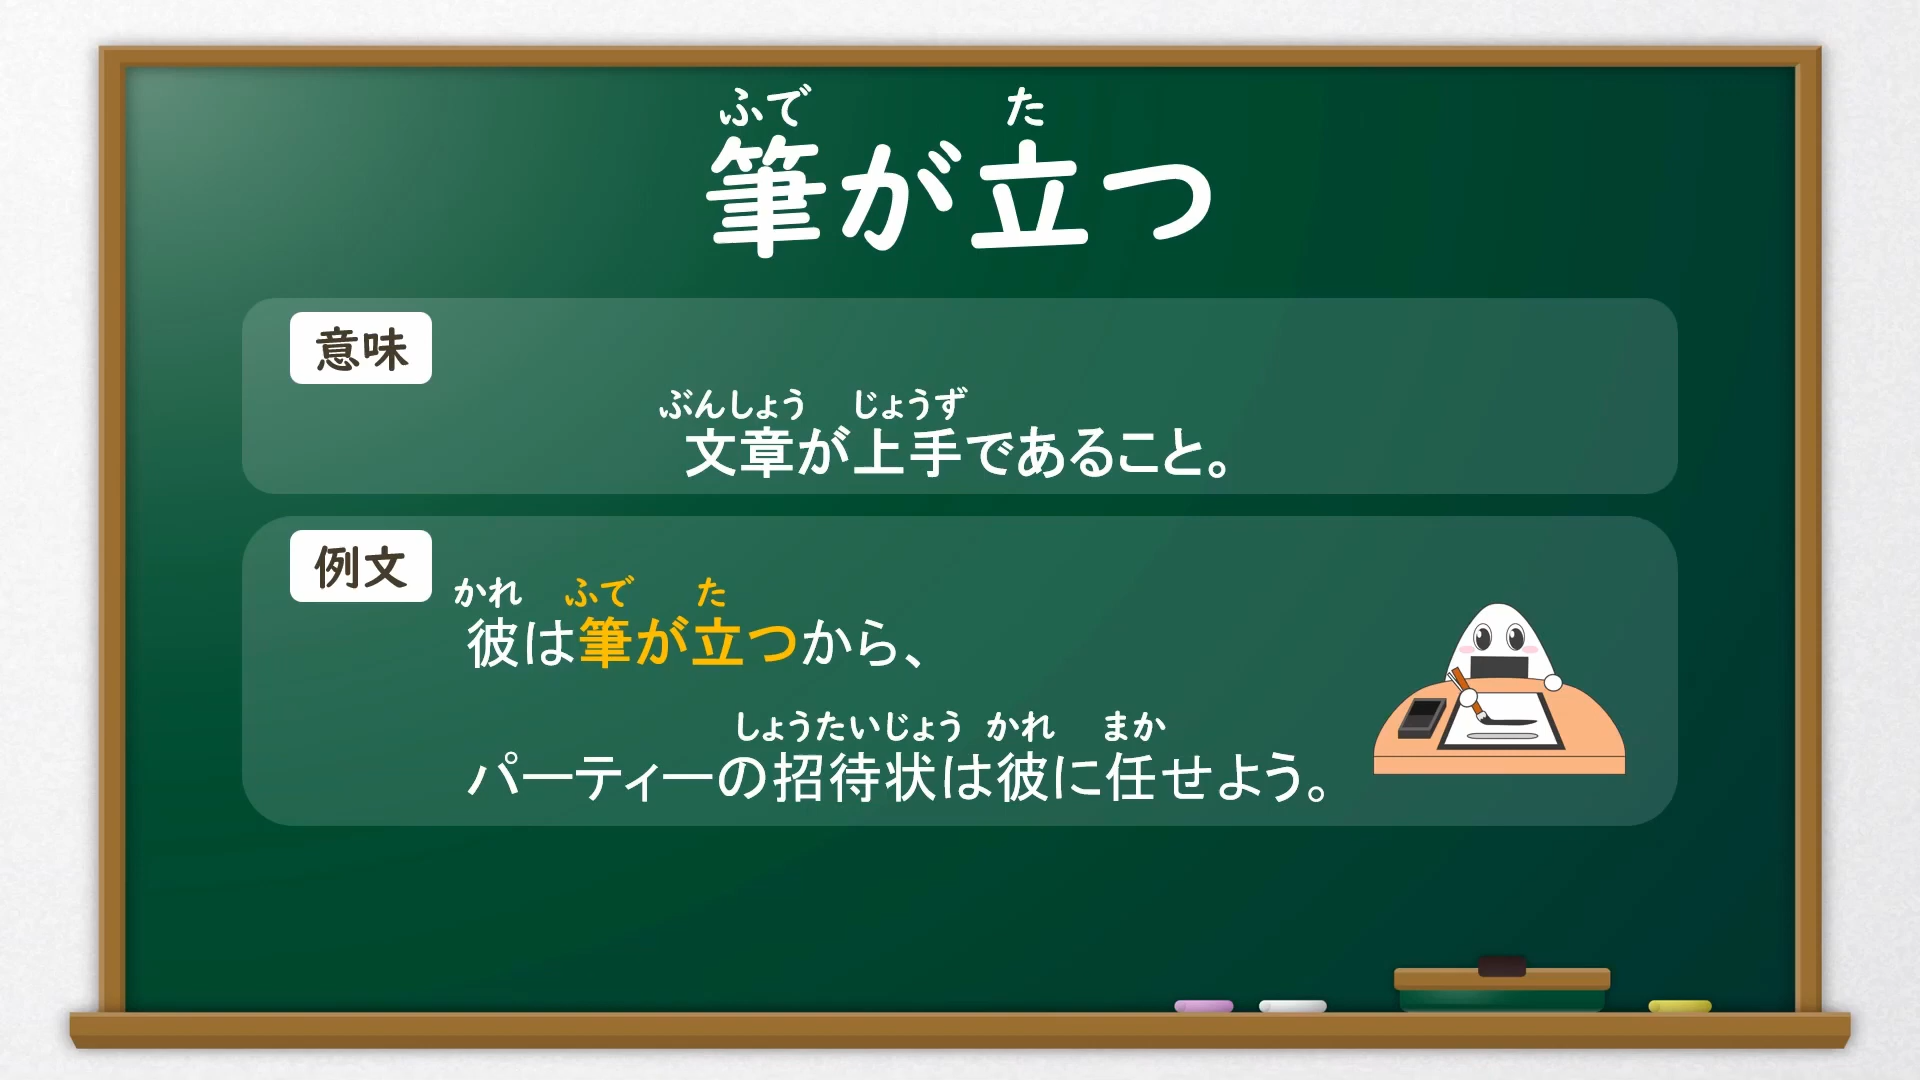 ふで た
筆が立つ
意味
ぶんしょう じょうず
文章が上手であること。
例文
かれ ふで た
彼は筆が立つから、
しょうたいじょう かれ まか
パーティーの招待状は彼に任せよう。